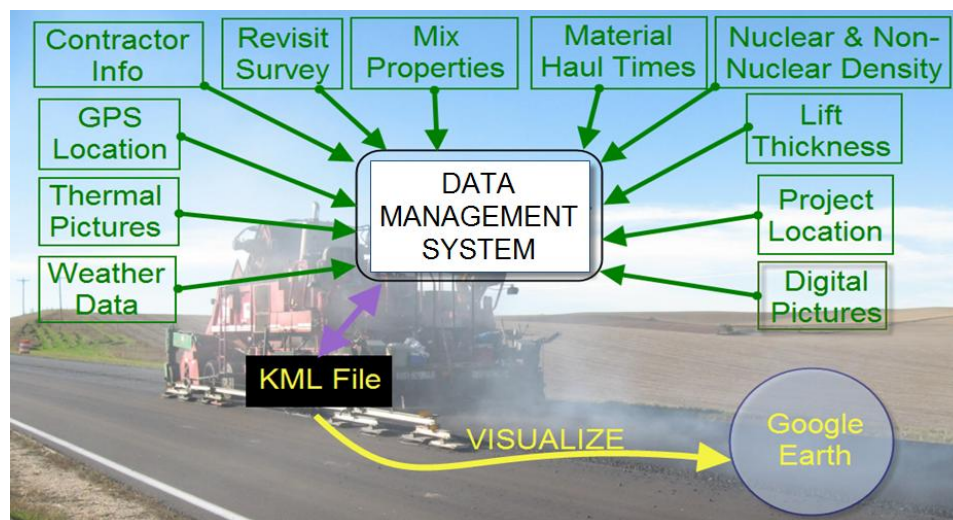 Contractor
Info
Revisit
Survey
Mix
Properties
Material
Haul Times
Nuclear & Non-
Nuclear Density
GPS
Location
Lift
Thickness
Thermal
Pictures
DATA
MANAGEMENT
SYSTEM
Project
Location
Weather
Data
Digital
Pictures
KML File
VISUALIZE
Google
Earth